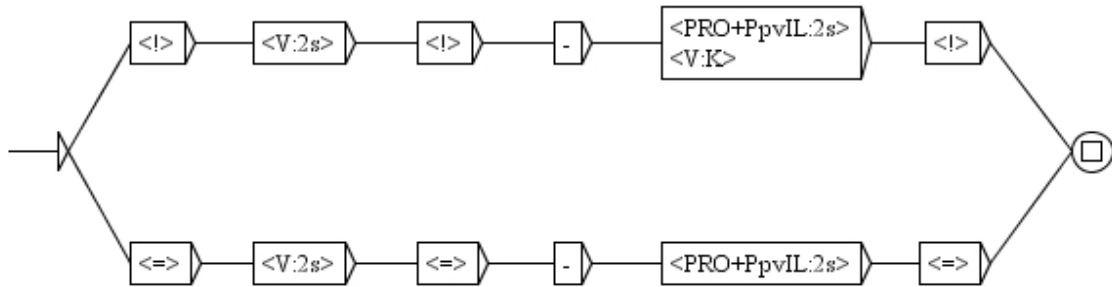 <!> <V:2s> <!> - <PRO+PpvIL:2s> <!>
<V:K>
<=> <V:2s> <=> - <PRO+PpvIL:2s> <=>